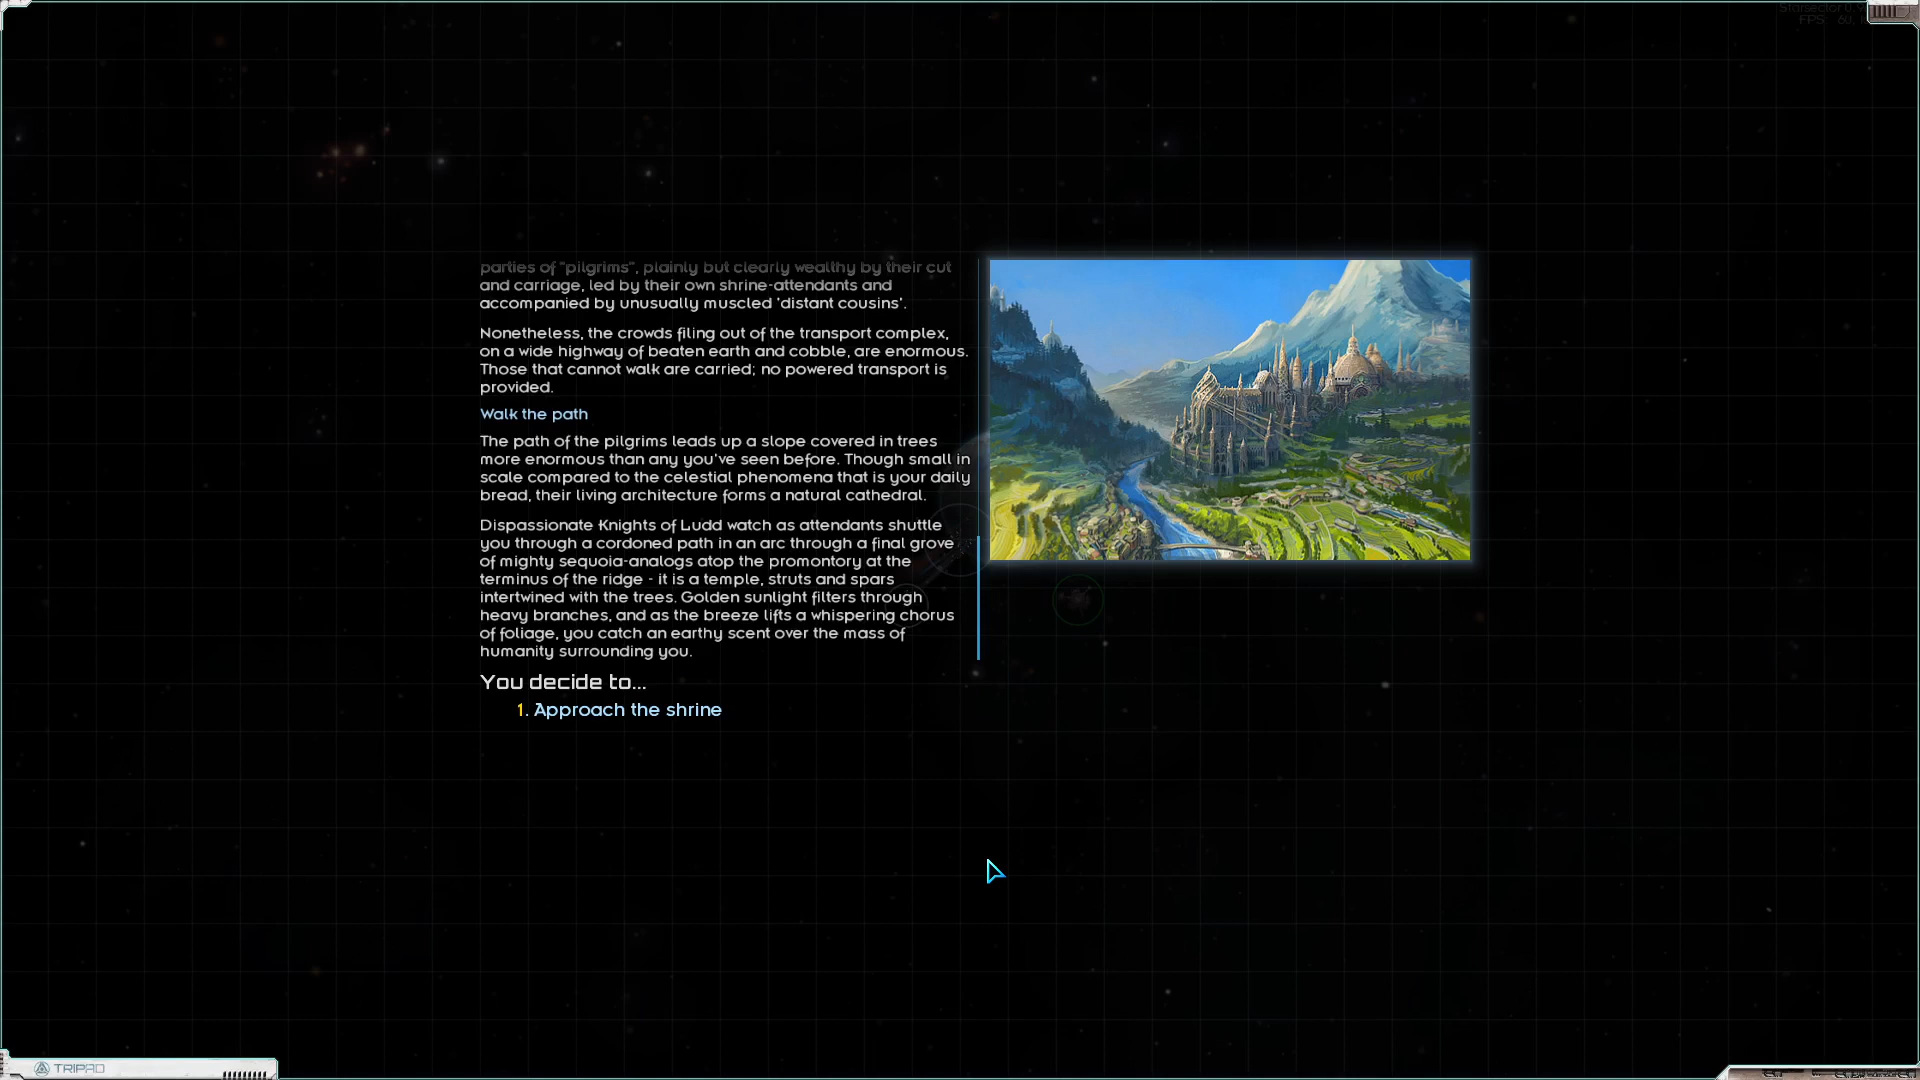 Starsector 0.
FPS: 60,
parties of "pilgrims", plainly but clearly wealthy by their cut
and carriage, led by their own shrine-attendants and
accompanied by unusually muscled 'distant cousins'.
Nonetheless, the crowds filing out of the transport complex,
on a wide highway of beaten earth and cobble, are enormous.
Those that cannot walk are carried; no powered transport is
provided.
Walk the path
The path of the pilgrims leads up a slope covered in trees
more enormous than any you've seen before. Though small in
scale compared to the celestial phenomena that is your daily
bread, their living architecture forms a natural cathedral.
Dispassionate Knights of Ludd watch as attendants shuttle
you through a cordoned path in an arc through a final grove
of mighty sequoia-analogs atop the promontory at the
terminus of the ridge - it is a temple, struts and spars
intertwined with the trees. Golden sunlight filters through
heavy branches, and as the breeze lifts a whispering chorus
of foliage, you catch an earthy scent over the mass of
humanity surrounding you.
You decide to...
1. Approach the shrine
TRIPAD